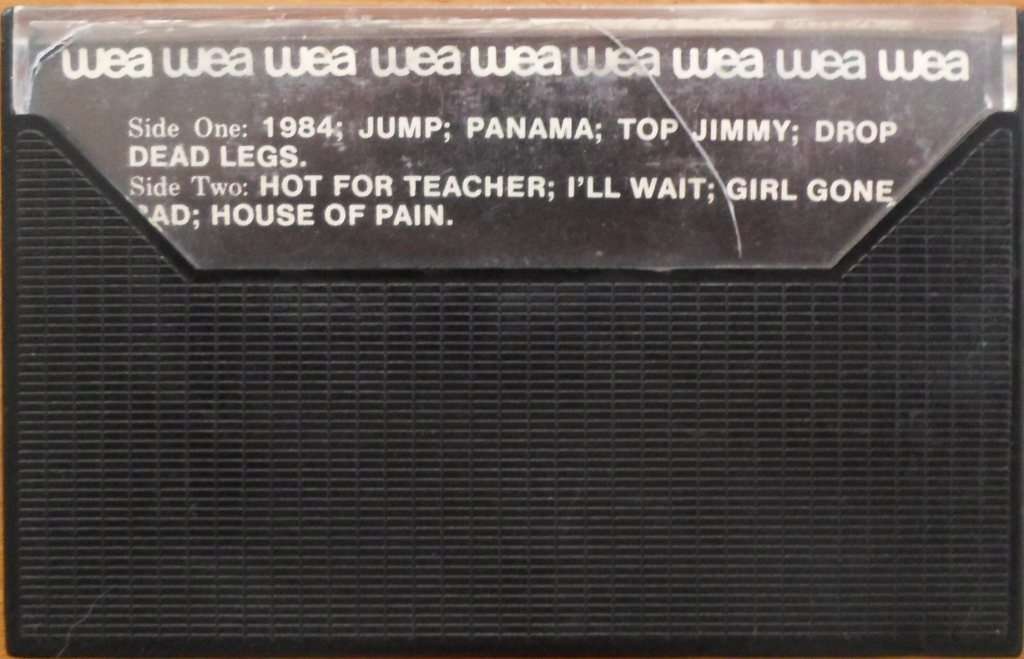 wea wea wea wea wea wea wea wea wea
Side One: 1984; JUMP; PANAMA; TOP JIMMY; DROP
DEAD LEGS.
Side Two: HOT FOR TEACHER; I'LL WAIT; GIRL GONE
BAD; HOUSE OF PAIN.